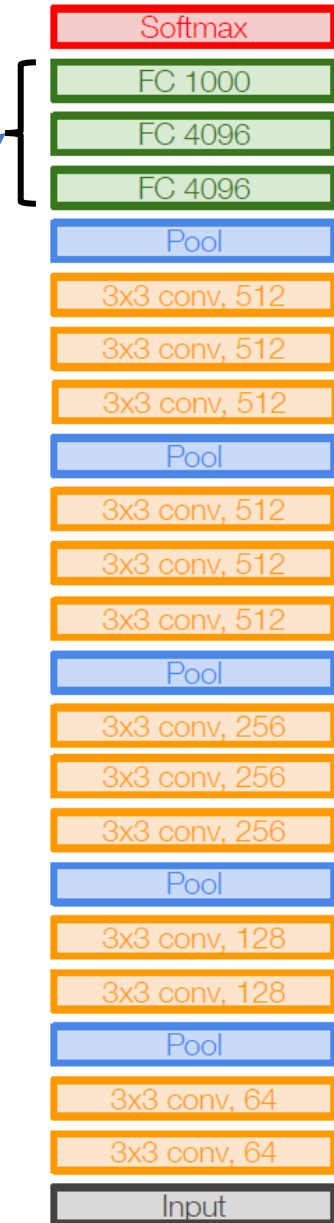 Softmax
FC 1000
FC 4096
FC 4096
Pool
3x3 conv, 512
3x3 conv, 512
3x3 conv, 512
Pool
3x3 conv, 512
3x3 conv, 512
3x3 conv, 512
Pool
3x3 conv, 256
3x3 conv, 256
3x3 conv, 256
Pool
3x3 conv, 128
3x3 conv, 128
Pool
3x3 conv, 64
3x3 conv, 64
Input